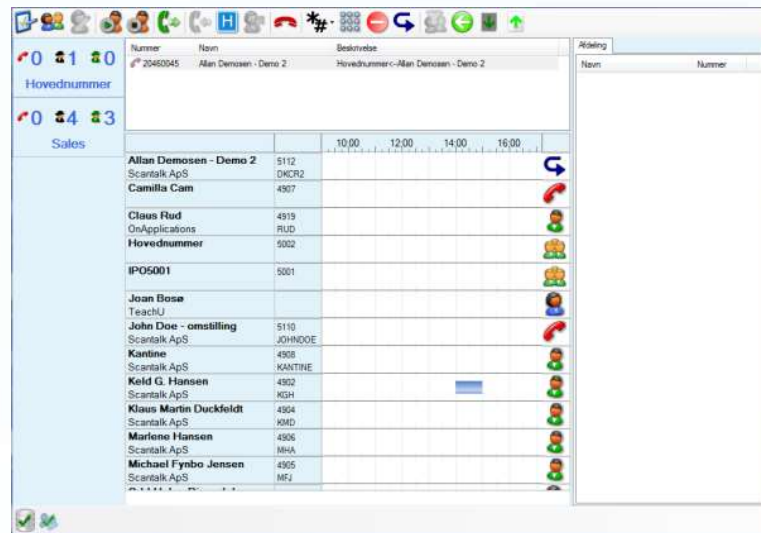 *#
H
0 1 0
Hovednummer
0 4 3
Sales
Nummer Navn Beskrivelse
20460045 Allan Demosen - Demo 2 Hovednummer<--Allan Demosen - Demo 2
Afdeling
Navn Nummer
10:00 12:00 14:00 16:00
Allan Demosen - Demo 2 5112
Scantalk ApS DKCR2
Camilla Cam 4907
Claus Rud 4919
OnApplications RUD
Hovednummer 5002
IPO5001 5001
Joan Bosø
TeachU
John Doe - omstilling 5110
Scantalk ApS JOHNDOE
Kantine 4908
Scantalk ApS KANTINE
Keld G. Hansen 4902
Scantalk ApS KGH
Klaus Martin Duckfeldt 4904
Scantalk ApS KMD
Marlene Hansen 4906
Scantalk ApS MHA
Michael Fynbo Jensen 4905
Scantalk ApS MFJ